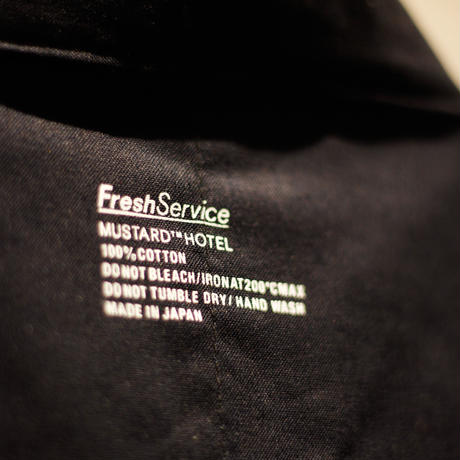 FreshService
MUSTARD™HOTEL
100%COTTON
DO NOT BLEACH/IRON AT 200°C MAX
DO NOT TUMBLE DRY/HAND WASH
MADE IN JAPAN